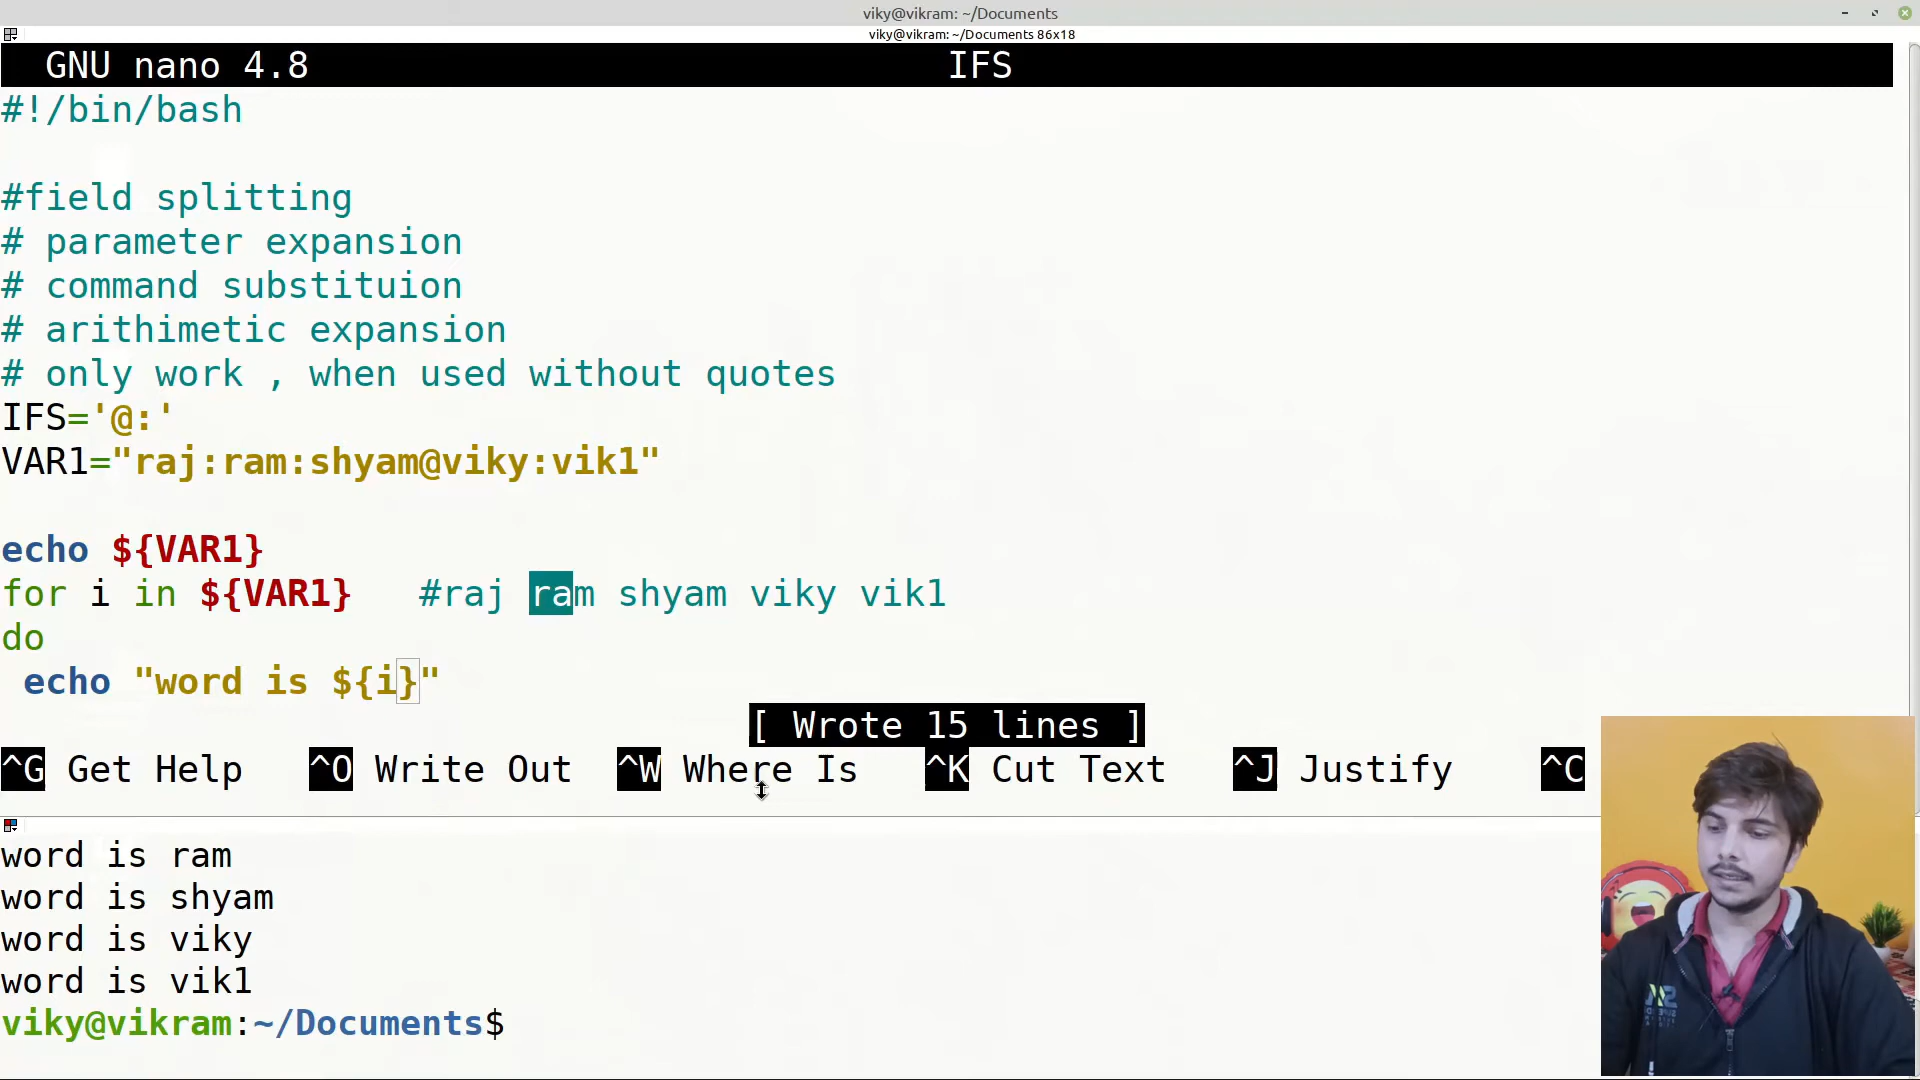 viky@vikram: ~/Documents
viky@vikram: ~/Documents 86x18
GNU nano 4.8 IFS
#!/bin/bash
#field splitting
# parameter expansion
# command substituion
# arithimetic expansion
# only work , when used without quotes
IFS='@:'
VAR1="raj:ram:shyam@viky:vik1"
echo ${VAR1}
for i in ${VAR1} #raj ram shyam viky vik1
do
echo "word is ${i}"
[ Wrote 15 lines ]
^G Get Help ^O Write Out ^W Where Is ^K Cut Text ^J Justify ^C
word is ram
word is shyam
word is viky
word is vik1
viky@vikram:~/Documents$